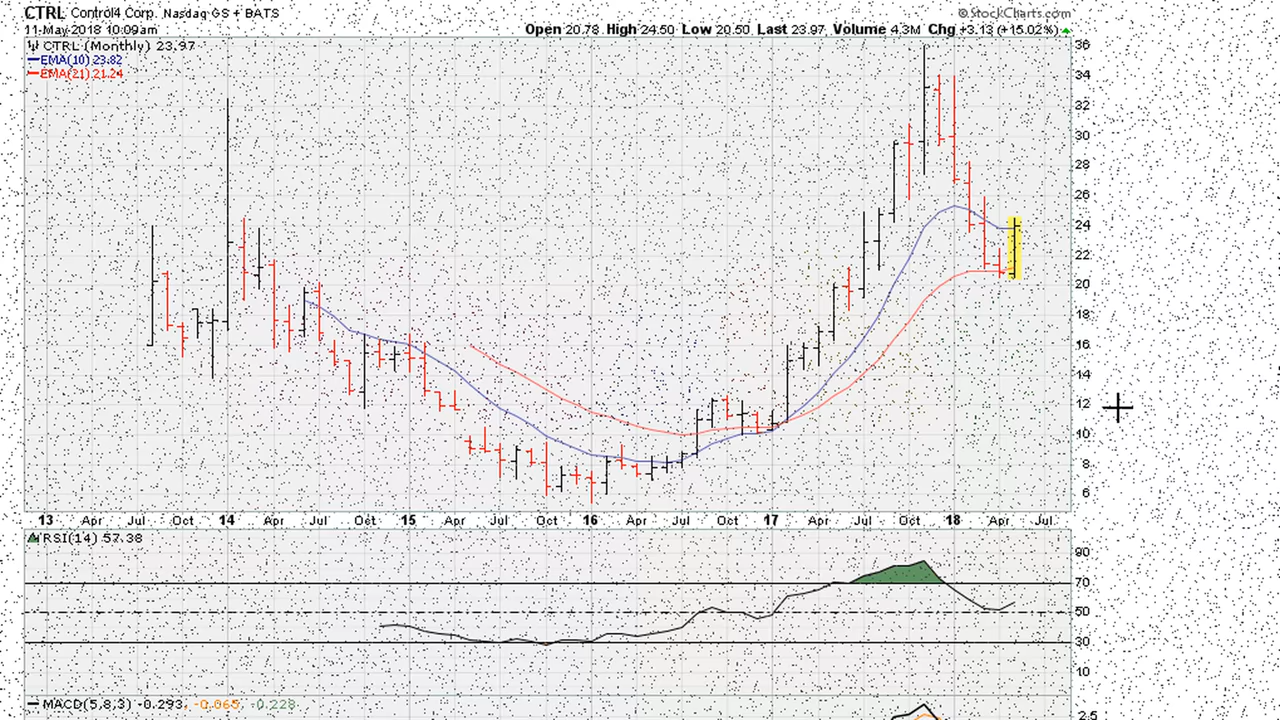 CTRL Control4 Corp. Nasdaq GS + BATS
© StockCharts.com
11-May-2018 10:09am
Open 20.78 High 24.50 Low 20.50 Last 23.97 Volume 4.3M Chg +3.13 (+15.02%)
CTRL (Monthly) 23.97
EMA(10) 23.82
EMA(21) 21.24
36
34
32
30
28
26
24
22
20
18
16
14
12
10
8
6
13 Apr Jul Oct 14 Apr Jul Oct 15 Apr Jul Oct 16 Apr Jul Oct 17 Apr Jul Oct 18 Apr Jul
RSI(14) 57.38
90
70
50
30
10
MACD(5,8,3) -0.293, -0.065, -0.228
2.5